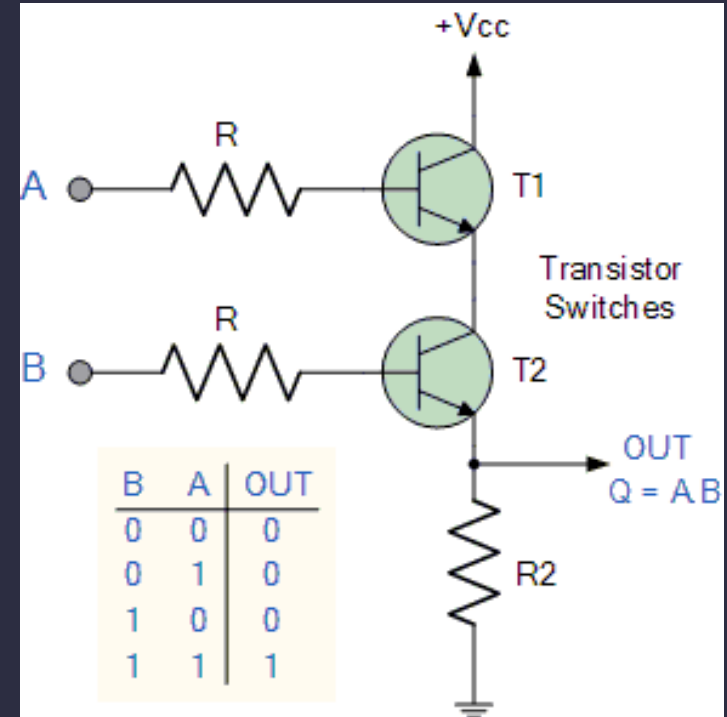 +Vcc
R
A
T1
Transistor
Switches
R
B
T2
OUT
Q = A.B
B A OUT
0 0 0
0 1 0
1 0 0
1 1 1
R2